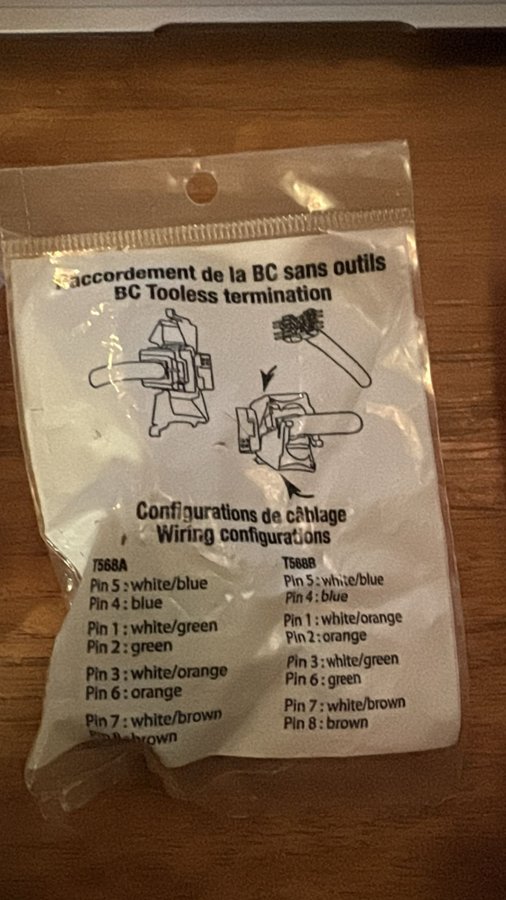 Raccordement de la BC sans outils
BC Tooless termination
Configurations de câblage
Wiring configurations
T568A
Pin 5 : white/blue
Pin 4 : blue
Pin 1 : white/green
Pin 2 : green
Pin 3 : white/orange
Pin 6 : orange
Pin 7 : white/brown
Pin 8 : brown
T568B
Pin 5 : white/blue
Pin 4 : blue
Pin 1 : white/orange
Pin 2 : orange
Pin 3 : white/green
Pin 6 : green
Pin 7 : white/brown
Pin 8 : brown